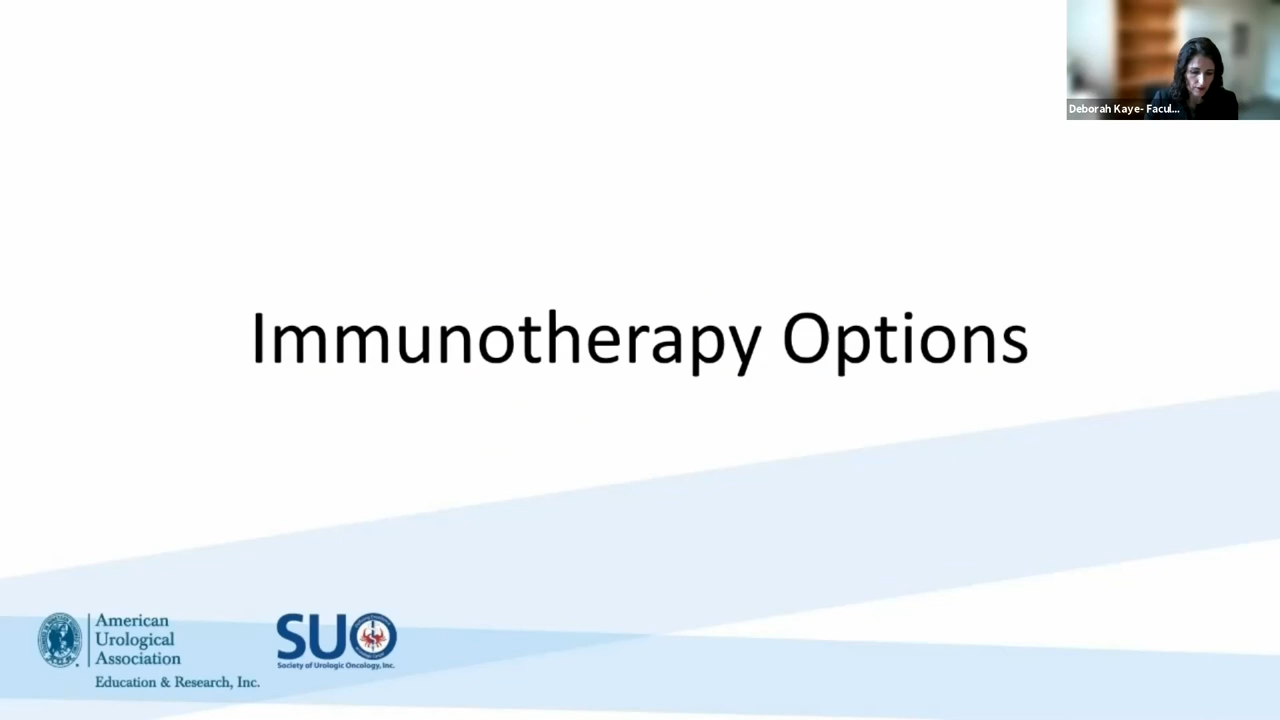 Deborah Kaye- Facul...
Immunotherapy Options
American
Urological
Association
Education & Research, Inc.
SUO
Society of Urologic Oncology, Inc.